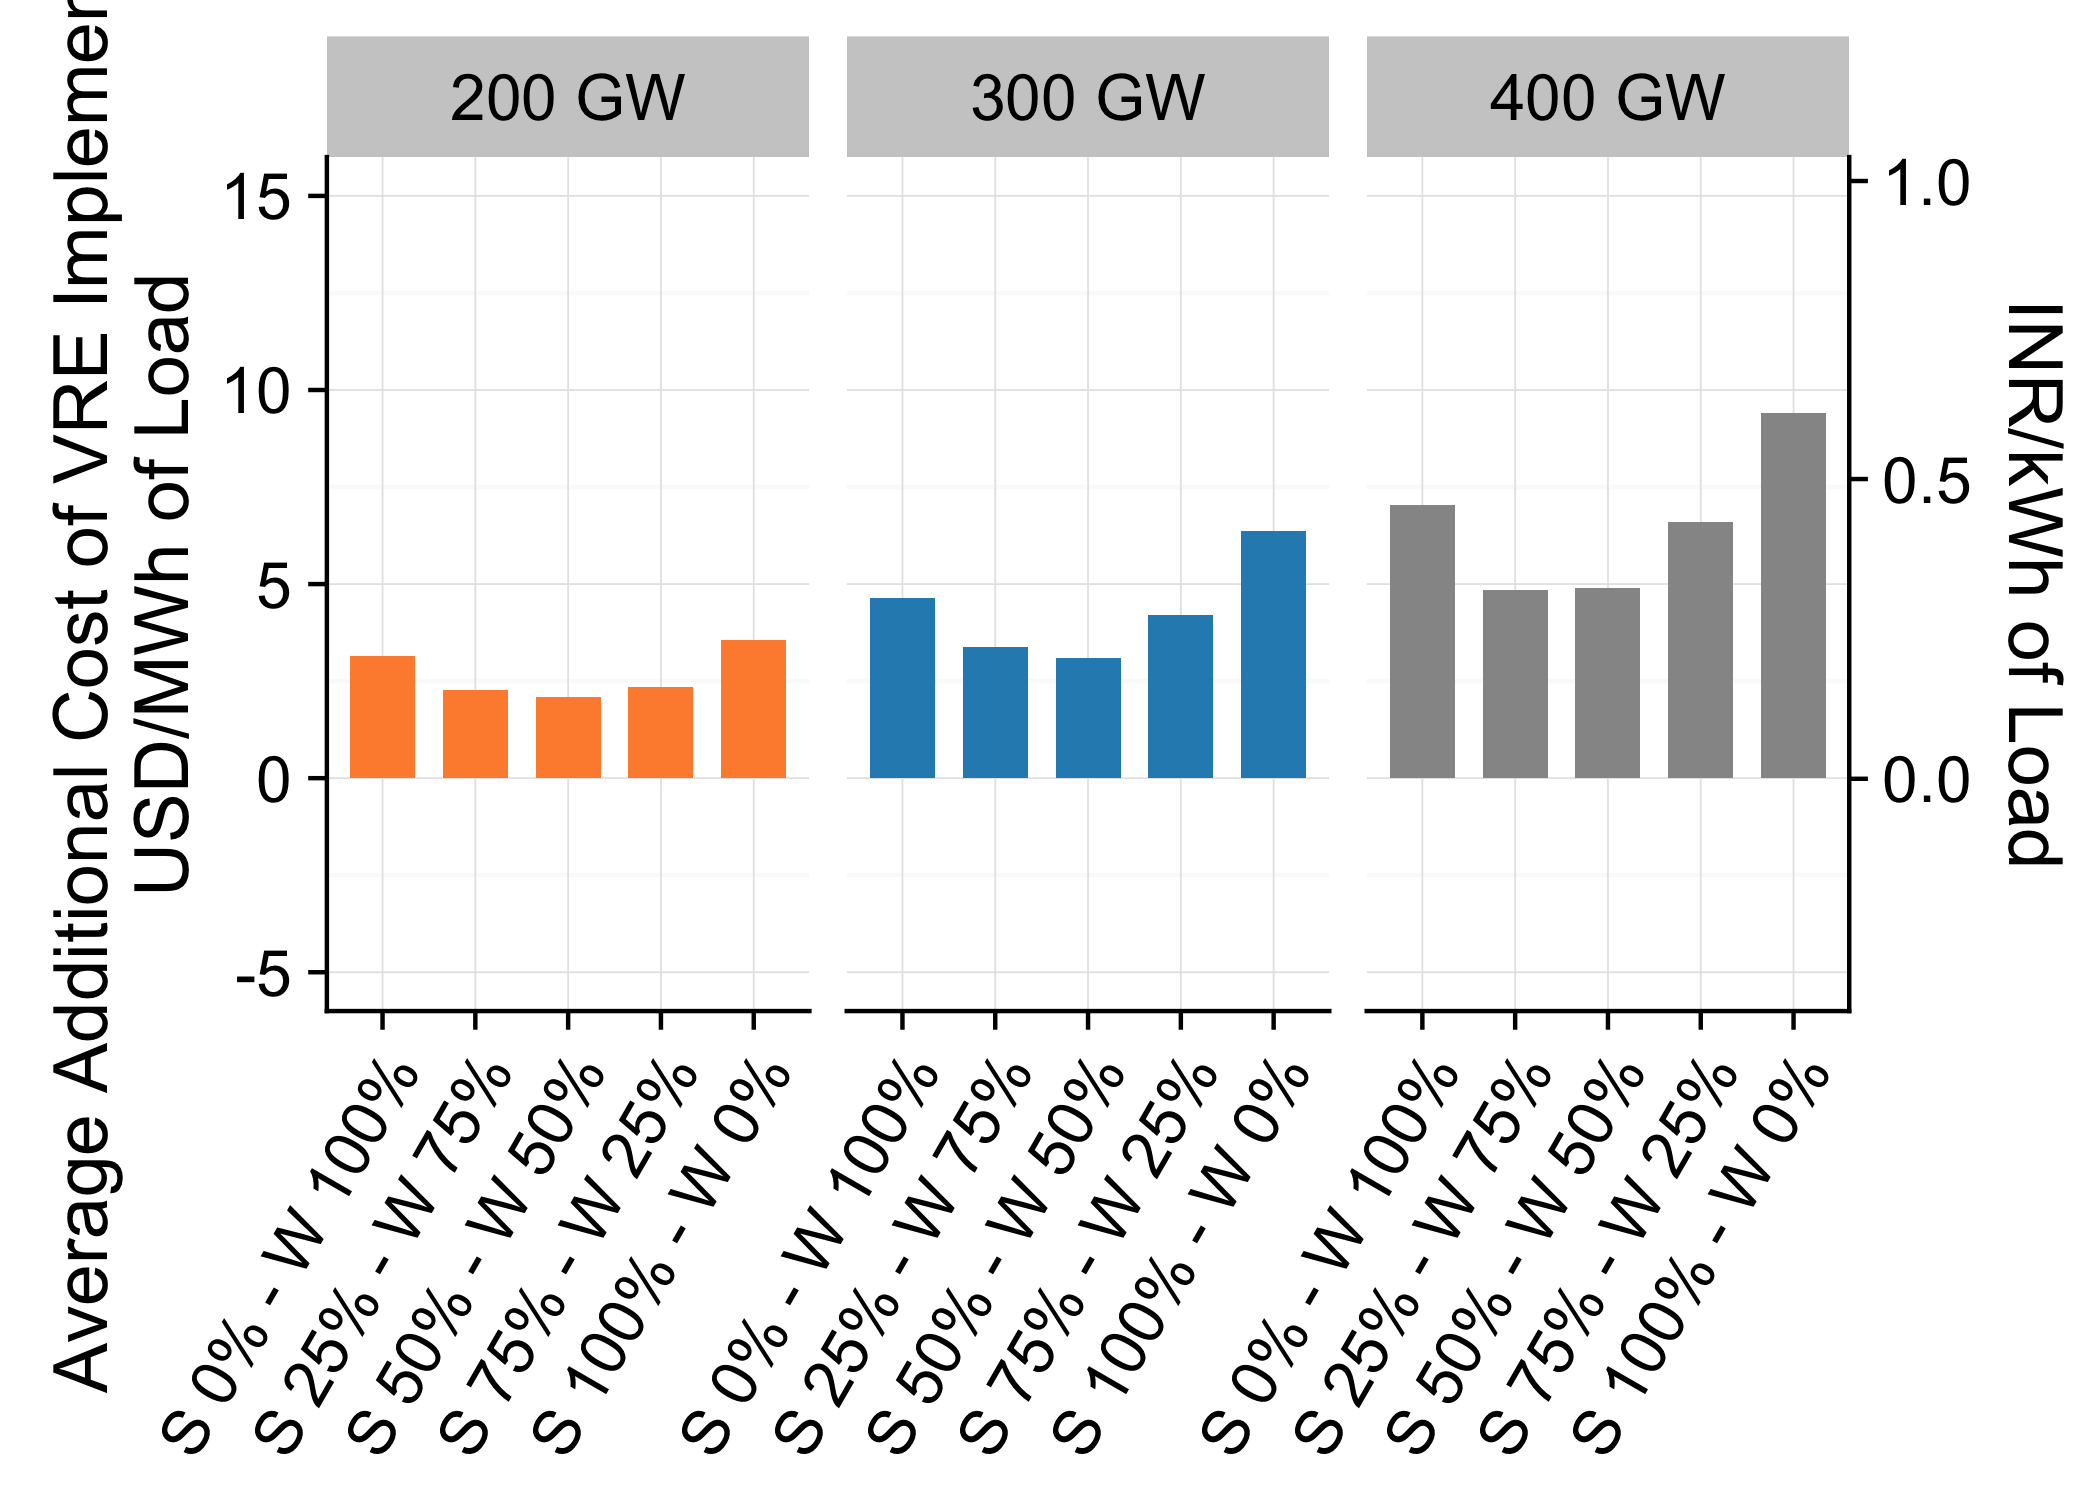 Average Additional Cost of VRE
USD/MWh of Load
200 GW
300 GW
400 GW
15
10
5
0
-5
1.0
0.5
0.0
INR/kWh of Load
S 0% - W 100%
S 25% - W 75%
S 50% - W 50%
S 75% - W 25%
S 100% - W 0%
S 0% - W 100%
S 25% - W 75%
S 50% - W 50%
S 75% - W 25%
S 100% - W 0%
S 0% - W 100%
S 25% - W 75%
S 50% - W 50%
S 75% - W 25%
S 100% - W 0%